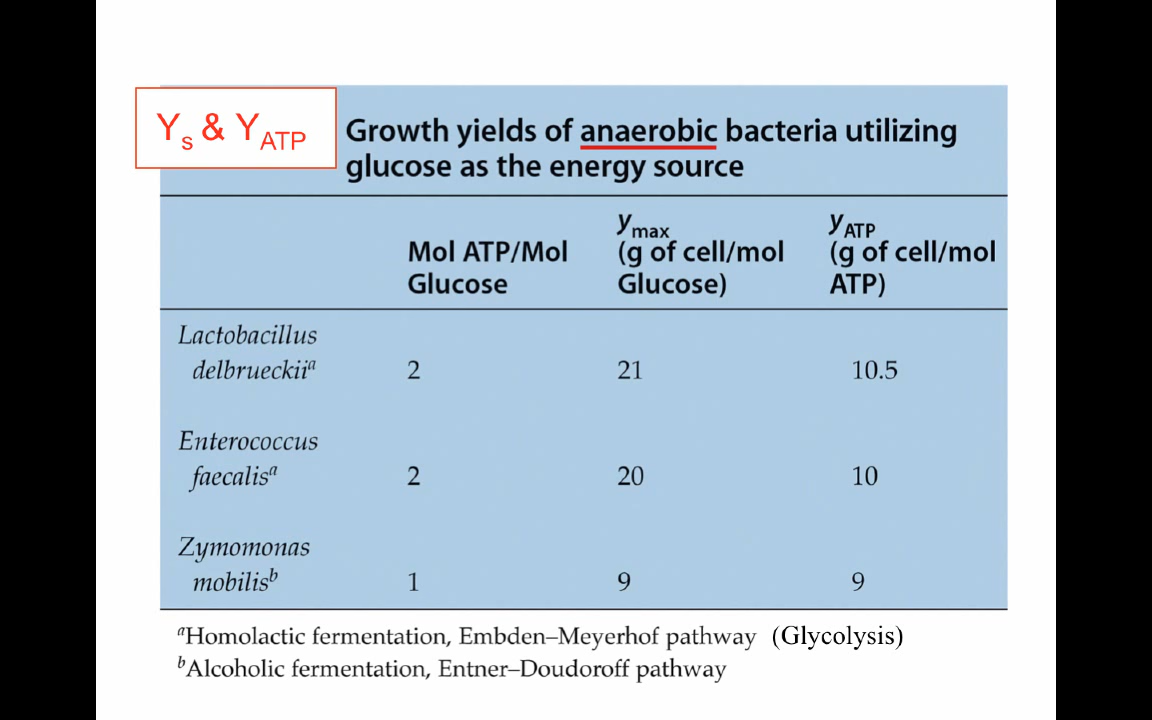 Ys & YATP
Growth yields of anaerobic bacteria utilizing
glucose as the energy source
Mol ATP/Mol
Glucose
ymax
(g of cell/mol
Glucose)
yATP
(g of cell/mol
ATP)
Lactobacillus
delbrueckiiᵃ 2 21 10.5
Enterococcus
faecalisᵃ 2 20 10
Zymomonas
mobilisᵇ 1 9 9
ᵃHomolactic fermentation, Embden–Meyerhof pathway (Glycolysis)
ᵇAlcoholic fermentation, Entner–Doudoroff pathway